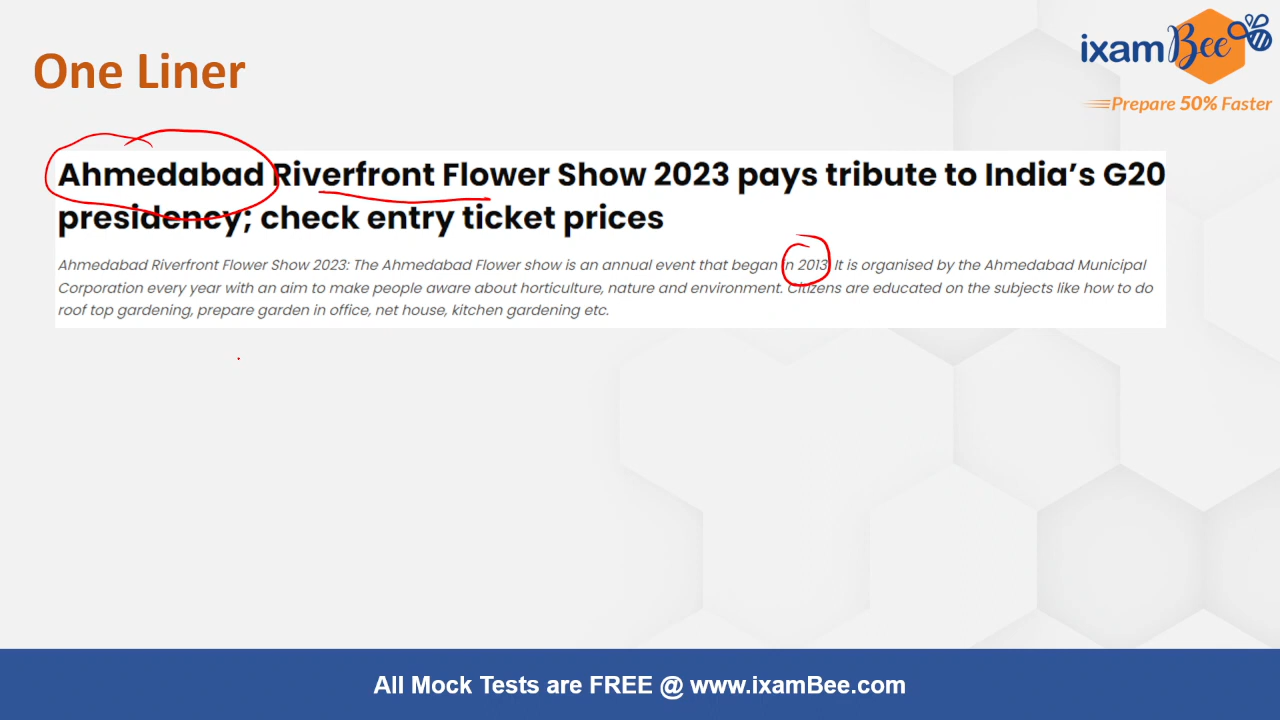 One Liner
ixamBee
Prepare 50% Faster
Ahmedabad Riverfront Flower Show 2023 pays tribute to India’s G20
presidency; check entry ticket prices
Ahmedabad Riverfront Flower Show 2023: The Ahmedabad Flower show is an annual event that began in 2013. It is organised by the Ahmedabad Municipal
Corporation every year with an aim to make people aware about horticulture, nature and environment. Citizens are educated on the subjects like how to do
roof top gardening, prepare garden in office, net house, kitchen gardening etc.
All Mock Tests are FREE @ www.ixamBee.com